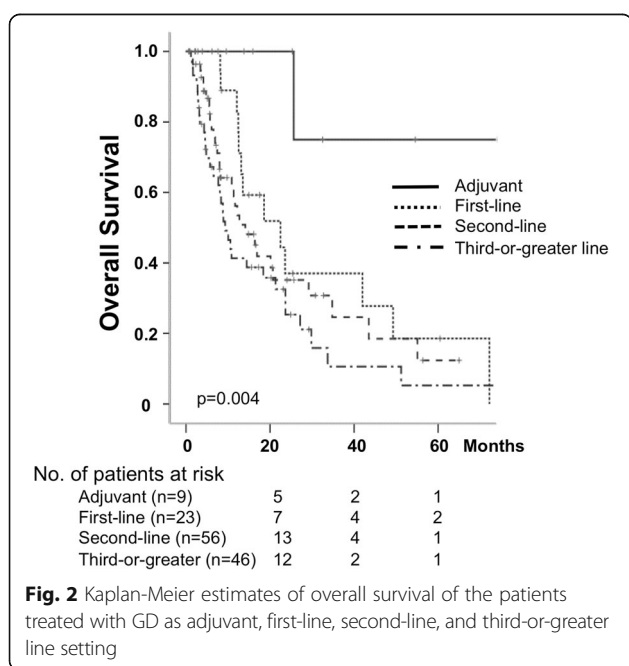 Overall Survival
1.0
0.8
0.6
0.4
0.2
0
Adjuvant
First-line
Second-line
Third-or-greater line
p=0.004
0 20 40 60 Months
No. of patients at risk
Adjuvant (n=9) 5 2 1
First-line (n=23) 7 4 2
Second-line (n=56) 13 4 1
Third-or-greater (n=46) 12 2 1
Fig. 2 Kaplan-Meier estimates of overall survival of the patients
treated with GD as adjuvant, first-line, second-line, and third-or-greater
line setting